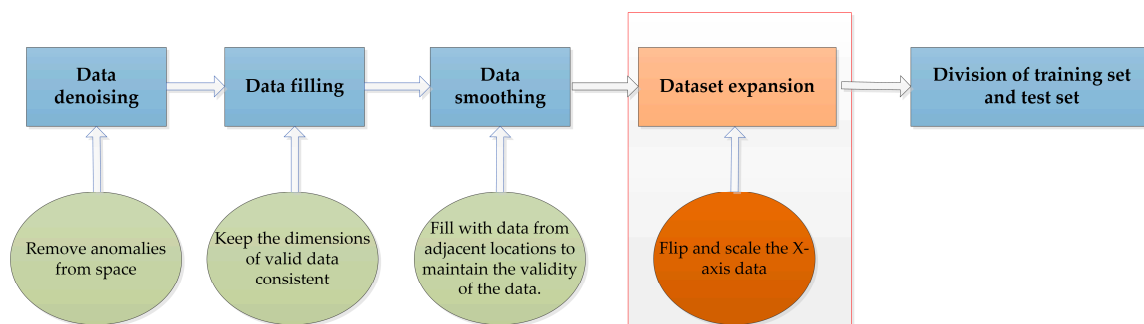 Data
denoising
Data filling
Data
smoothing
Dataset expansion
Division of training set
and test set
Remove anomalies
from space
Keep the dimensions
of valid data
consistent
Fill with data from
adjacent locations to
maintain the validity
of the data.
Flip and scale the X-
axis data